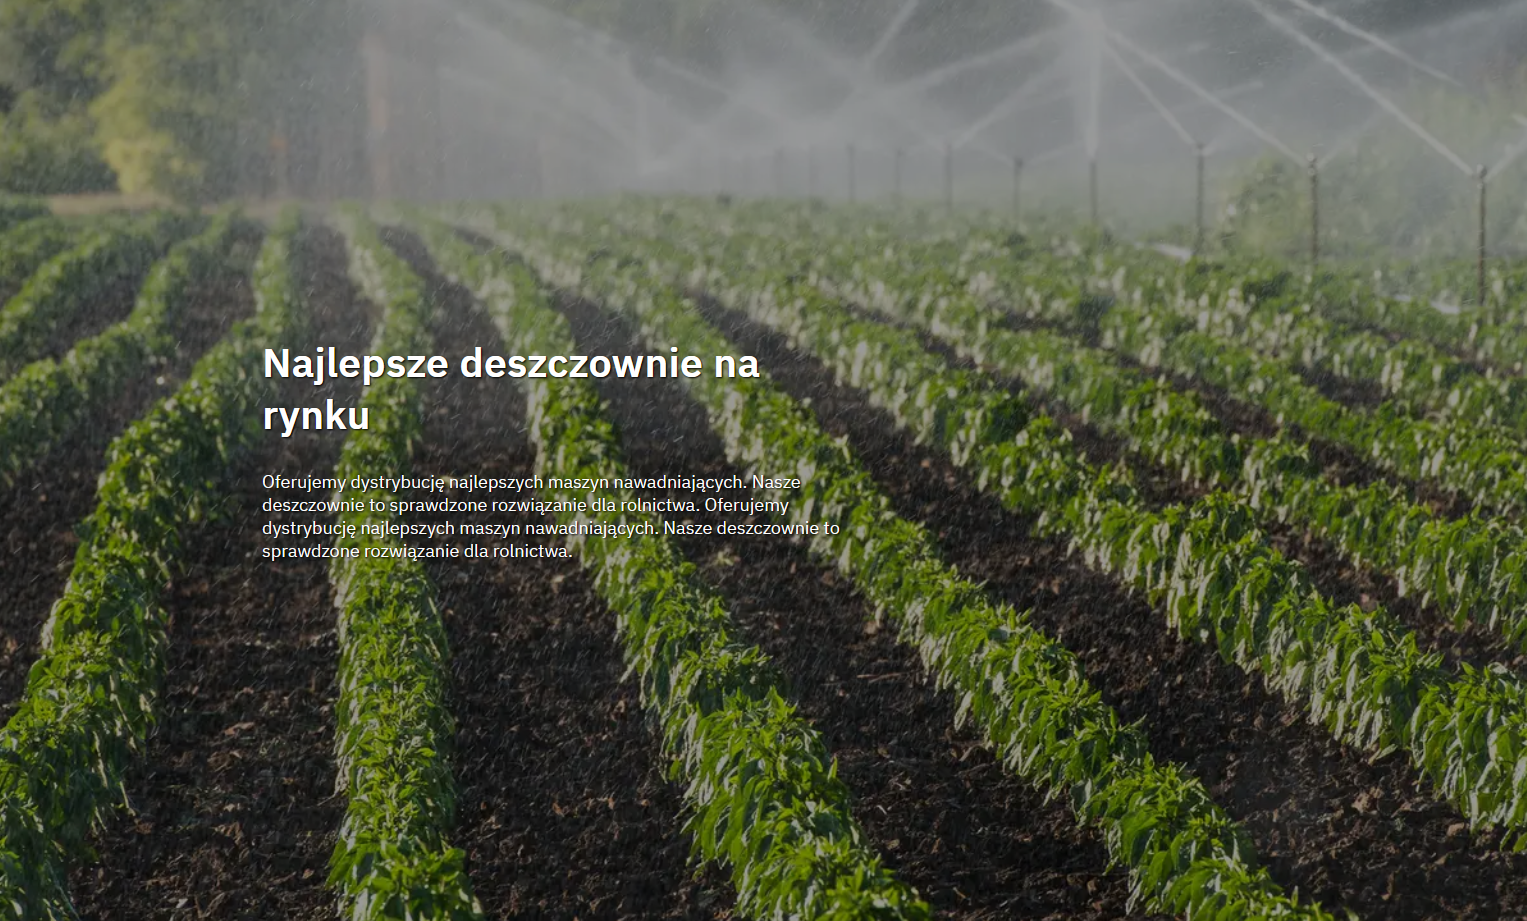 Najlepsze deszczownie na
rynku
Oferujemy dystrybucję najlepszych maszyn nawadniających. Nasze
deszczownie to sprawdzone rozwiązanie dla rolnictwa. Oferujemy
dystrybucję najlepszych maszyn nawadniających. Nasze deszczownie to
sprawdzone rozwiązanie dla rolnictwa.